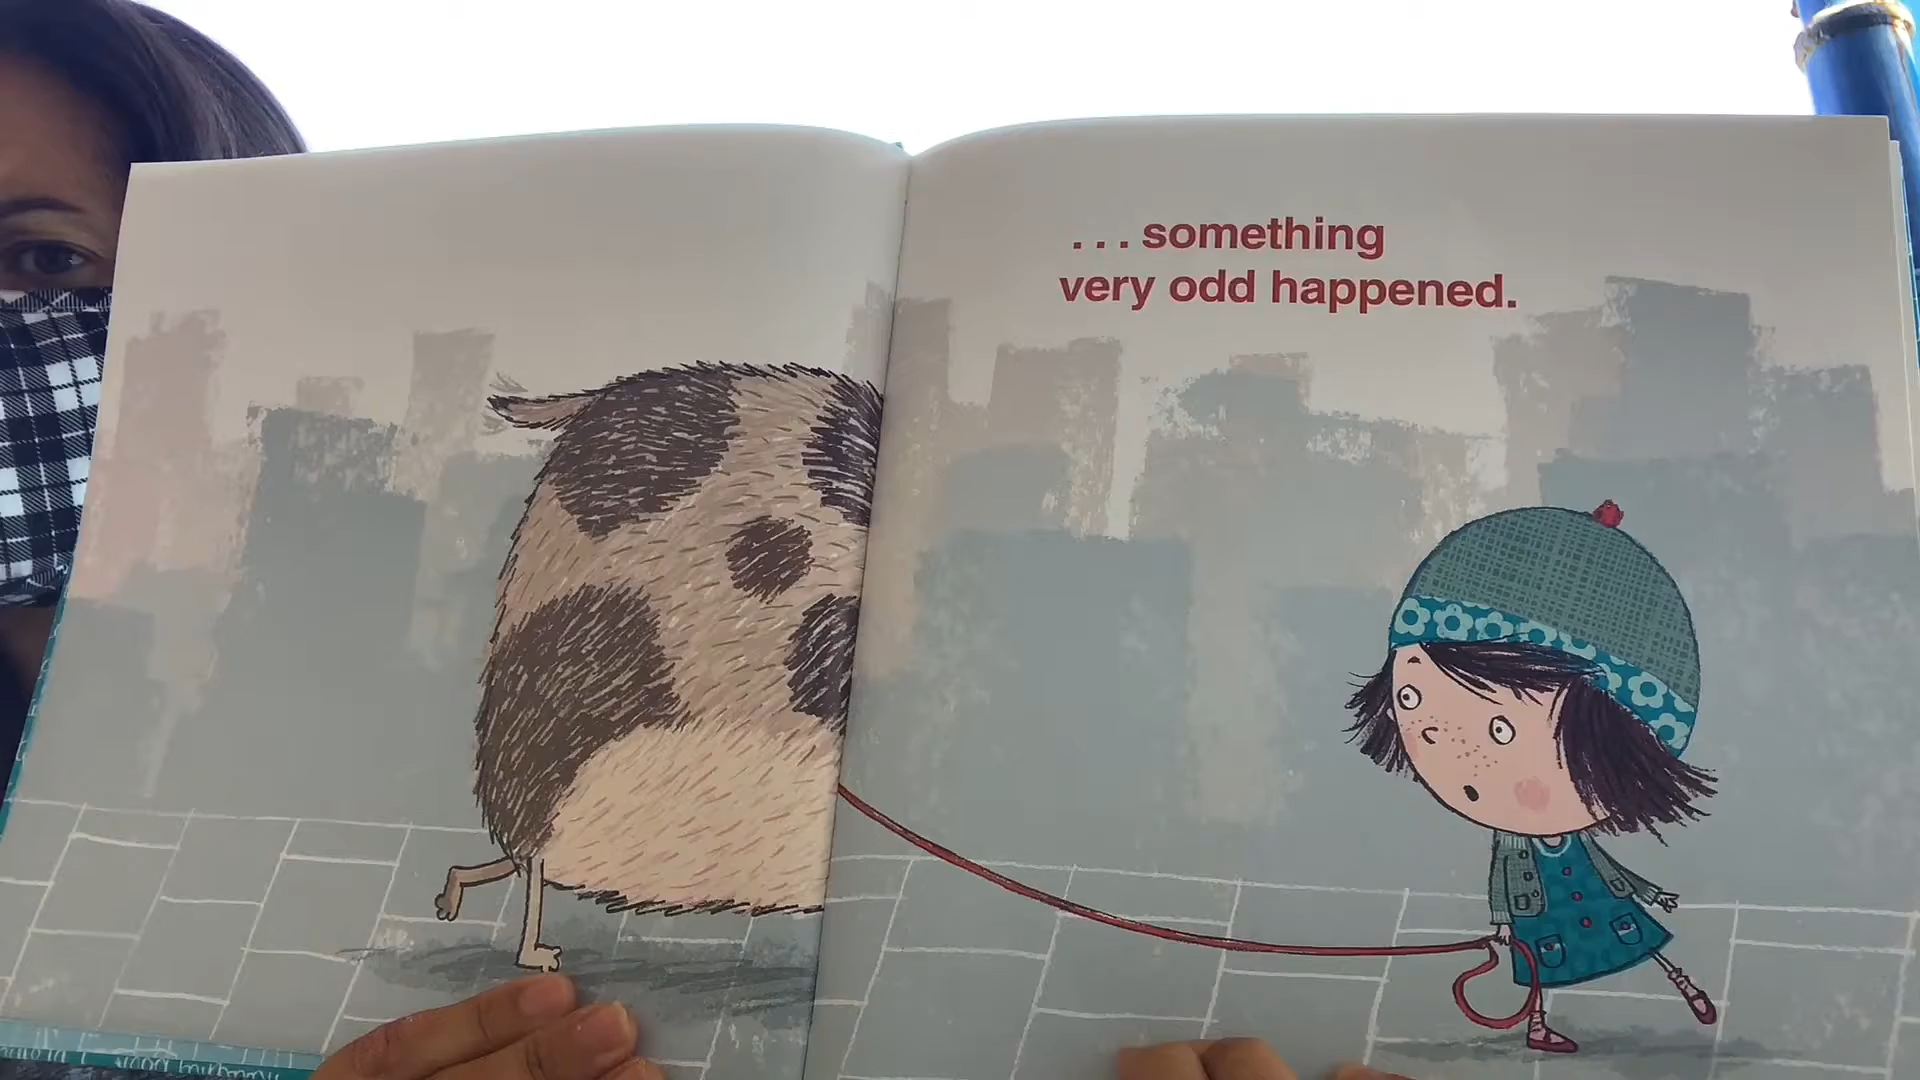 . . . something
very odd happened.